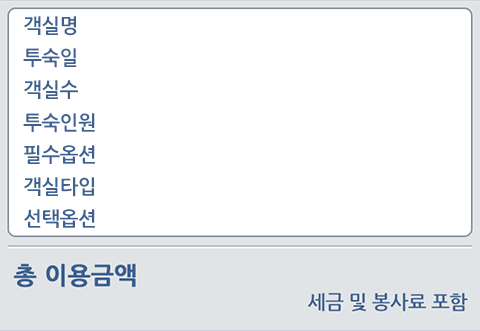 객실명
투숙일
객실수
투숙인원
필수옵션
객실타입
선택옵션
총 이용금액
세금 및 봉사료 포함